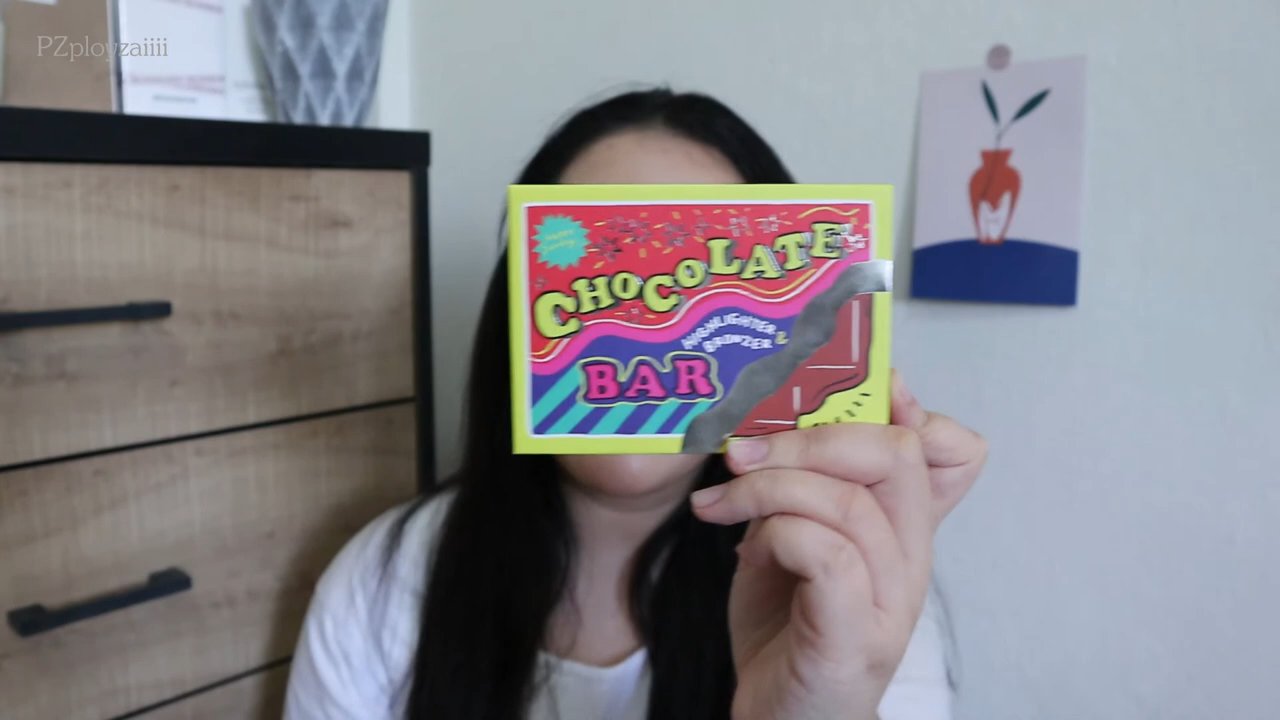 PZployzaiiii
CHOCOLATE
HIGHLIGHTER &
BRONZER
BAR